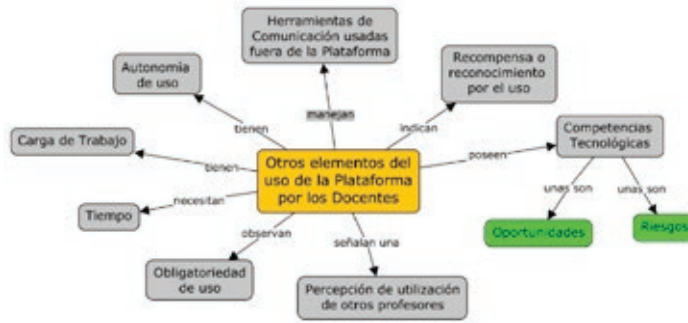 Herramientas de
Comunicación usadas
fuera de la Plataforma
Autonomía
de uso
Recompensa o
reconocimiento
por el uso
manejan
tienen
indican
Carga de Trabajo
Competencias
Tecnológicas
tienen
poseen
Otros elementos del
uso de la Plataforma
por los Docentes
unas son
unas son
Tiempo
necesitan
Oportunidades
Riesgos
observan
señalan una
Obligatoriedad
de uso
Percepción de utilización
de otros profesores